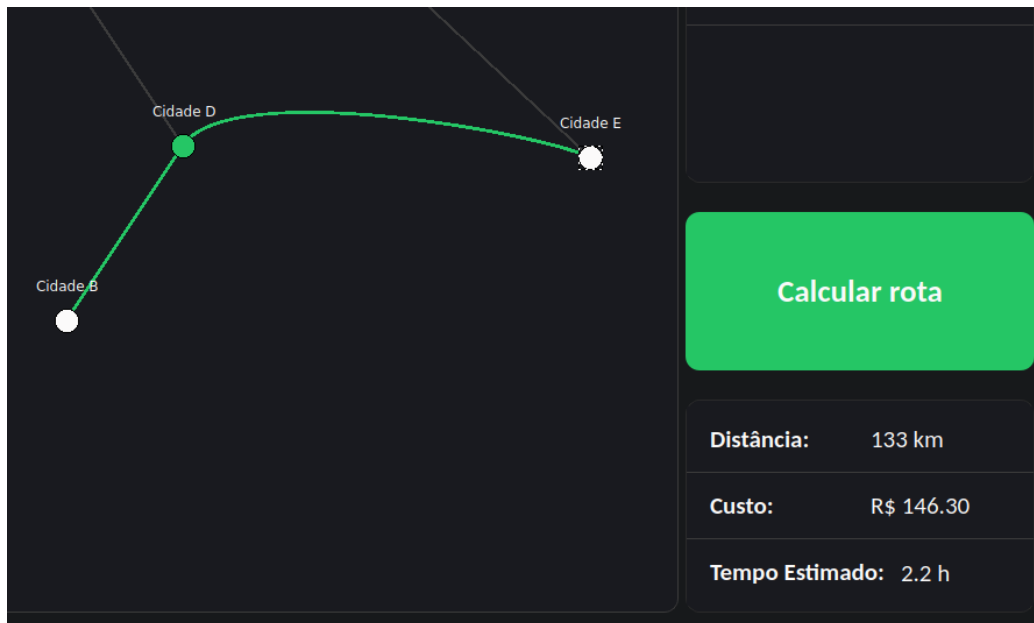 Cidade D
Cidade E
Cidade B
Calcular rota
Distância: 133 km
Custo: R$ 146.30
Tempo Estimado: 2.2 h